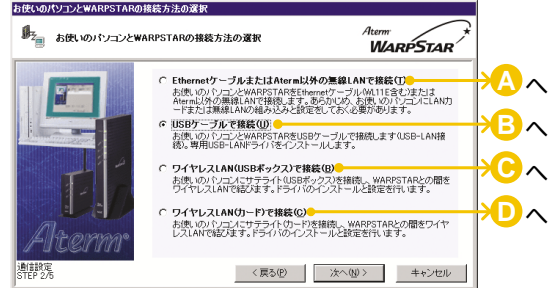 お使いのパソコンとWARPSTARの接続方法の選択
お使いのパソコンとWARPSTARの接続方法の選択
Aterm
WARPSTAR
Ethernetケーブルまたは Aterm以外の無線LANで接続(T)
お使いのパソコンとWARPSTARをEthernetケーブル(WL11E含む)または
Aterm以外の無線LANで接続します。あらかじめ、お使いのパソコンにLANカ
ードまたは無線LANの組み込みと設定をしておく必要があります。
Aへ
USBケーブルで接続(U)
お使いのパソコンとWARPSTARをUSBケーブルで接続します(USB-LAN接
続)。専用USB-LANドライバをインストールします。
Bへ
ワイヤレスLAN(USBボックス)で接続(B)
お使いのパソコンにサテライト(USBボックス)を接続し、WARPSTARとの間を
ワイヤレスLANで結びます。ドライバのインストールと設定を行います。
Cへ
ワイヤレスLAN(カード)で接続(C)
お使いのパソコンにサテライト(カード)を接続し、WARPSTARとの間をワイヤ
レスLANで結びます。ドライバのインストールと設定を行います。
Dへ
Aterm
通信設定
STEP 2/5
< 戻る(P)
次へ(N) >
キャンセル